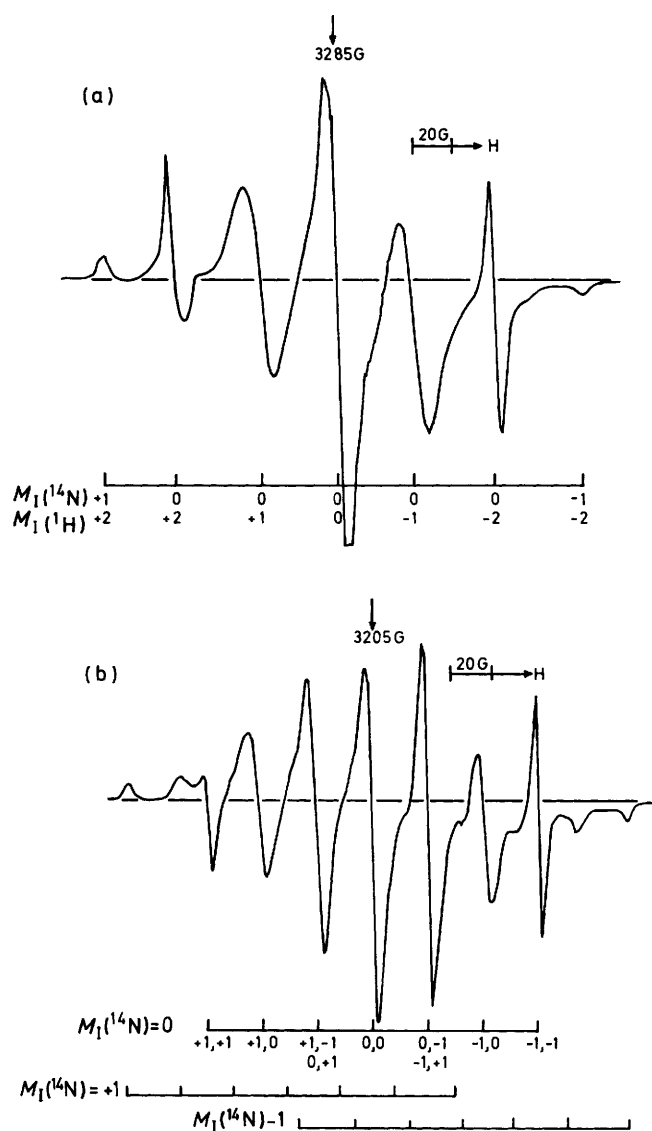 3285G
(a)
20G
H
M_I(¹⁴N) +1 0 0 0 0 0 -1
M_I(¹H) +2 +2 +1 0 -1 -2 -2
3205G
(b)
20G
H
M_I(¹⁴N)=0
+1,+1 +1,0 +1,-1 0,0 0,-1 -1,0 -1,-1
0,+1 -1,+1
M_I(¹⁴N)=+1
M_I(¹⁴N)-1